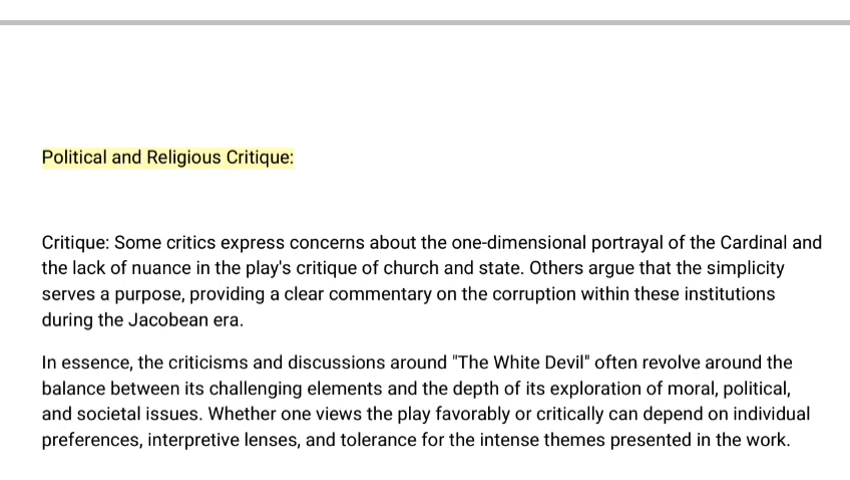 Political and Religious Critique:
Critique: Some critics express concerns about the one-dimensional portrayal of the Cardinal and
the lack of nuance in the play's critique of church and state. Others argue that the simplicity
serves a purpose, providing a clear commentary on the corruption within these institutions
during the Jacobean era.
In essence, the criticisms and discussions around "The White Devil" often revolve around the
balance between its challenging elements and the depth of its exploration of moral, political,
and societal issues. Whether one views the play favorably or critically can depend on individual
preferences, interpretive lenses, and tolerance for the intense themes presented in the work.